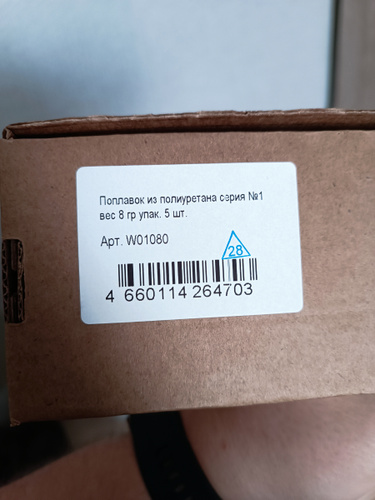 Поплавок из полиуретана серия №1
вес 8 гр упак. 5 шт.
Арт. W01080
28
4 660114 264703